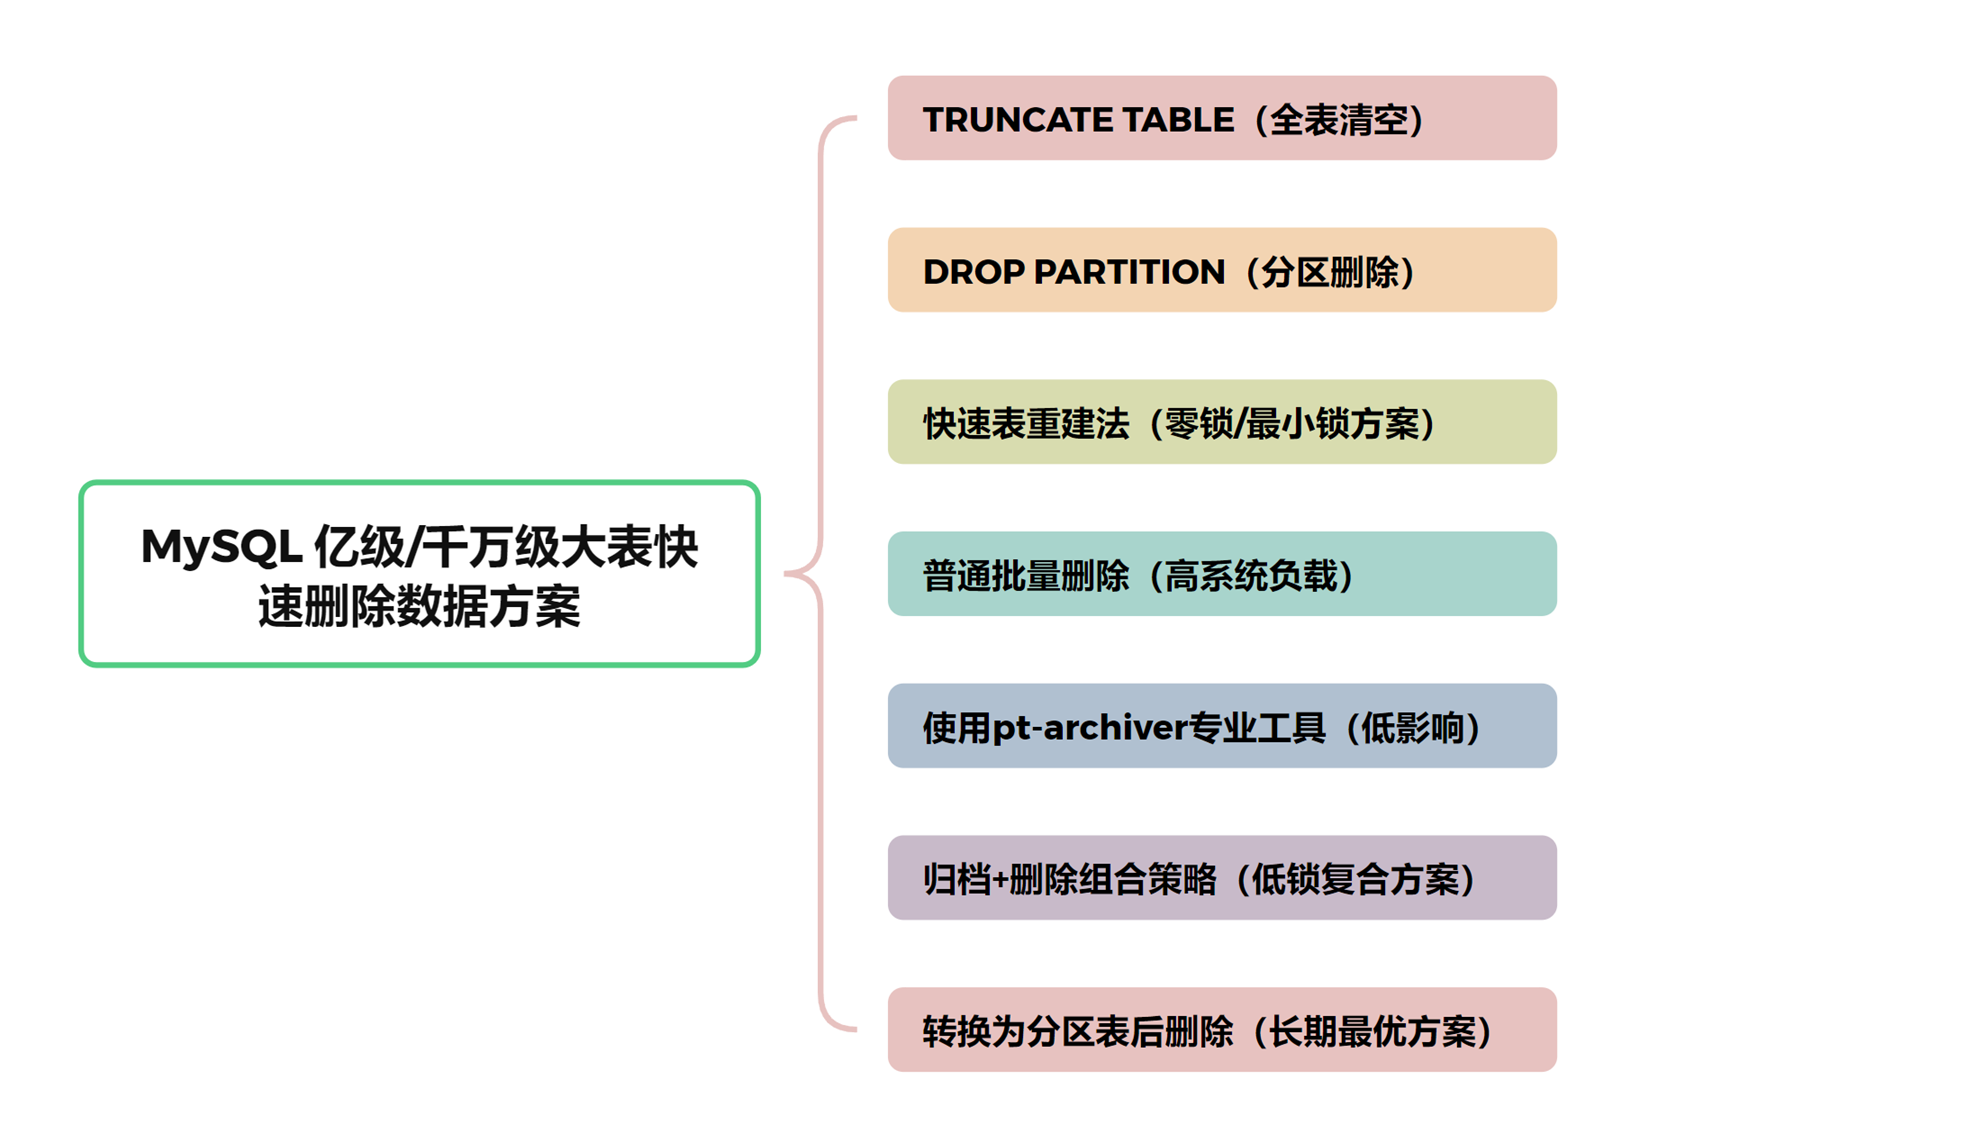 MySQL 亿级/千万级大表快
速删除数据方案
TRUNCATE TABLE（全表清空）
DROP PARTITION（分区删除）
快速表重建法（零锁/最小锁方案）
普通批量删除（高系统负载）
使用pt-archiver专业工具（低影响）
归档+删除组合策略（低锁复合方案）
转换为分区表后删除（长期最优方案）